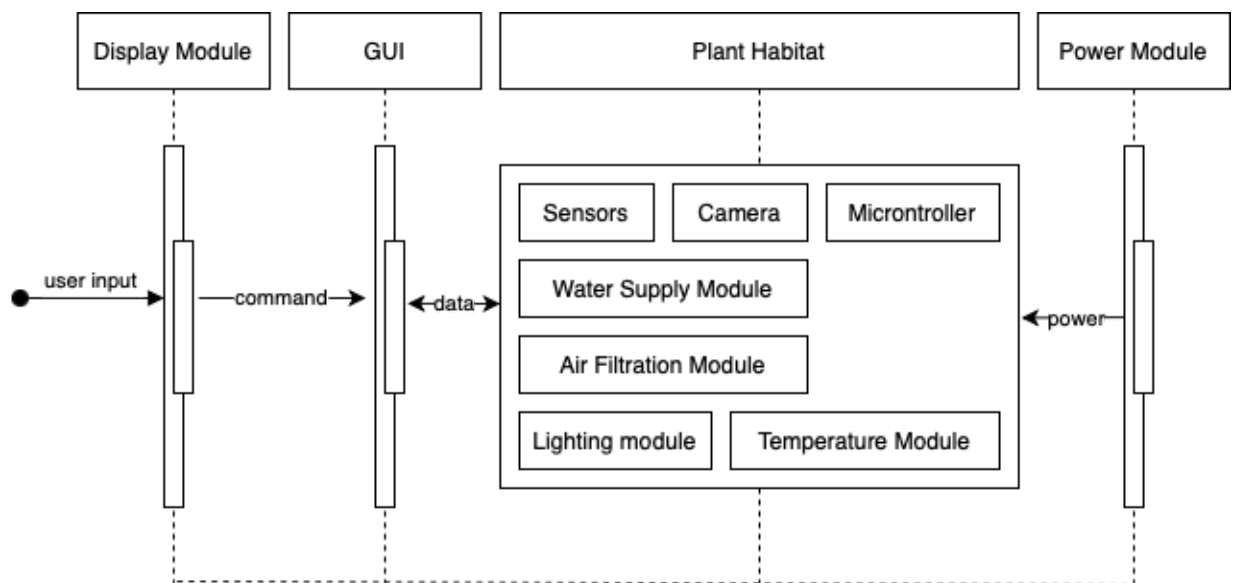 Display Module
GUI
Plant Habitat
Power Module
Sensors
Camera
Microntroller
user input
command
data
Water Supply Module
power
Air Filtration Module
Lighting module
Temperature Module